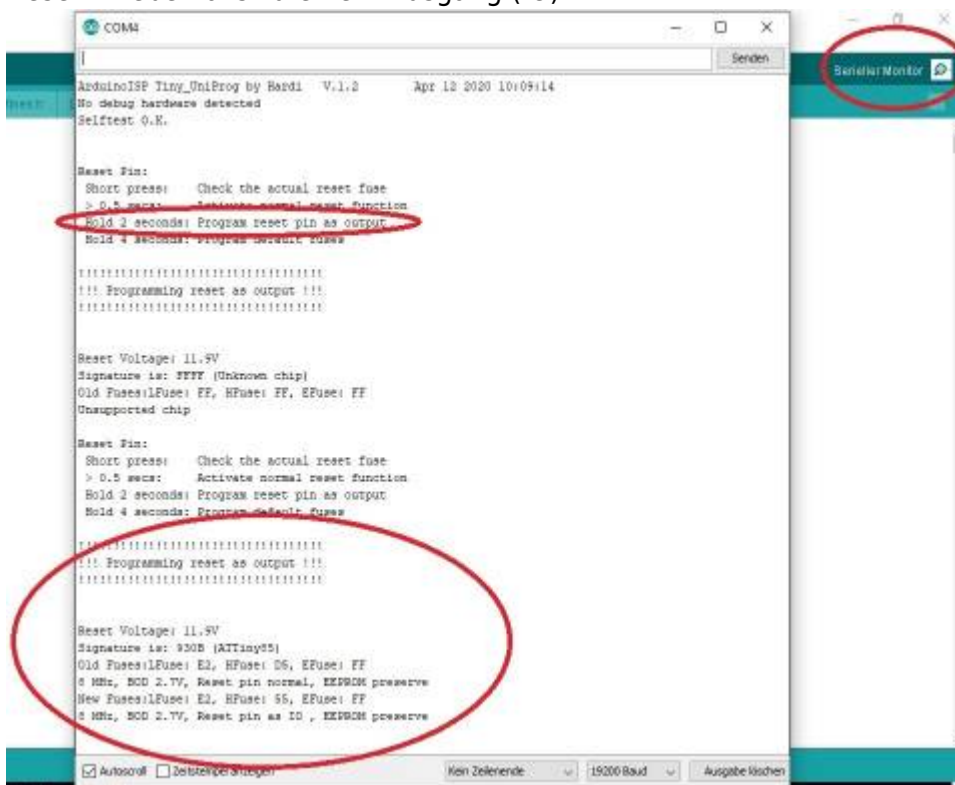 COM4
Senden
Serieller Monitor
ArduinoISP Tiny_UniProg by Hardi V.1.2 Apr 12 2020 10:09:14
No debug hardware detected
Selftest O.K.
Reset Pin:
Short press: Check the actual reset fuse
> 0.5 secs: Activate normal reset function
Hold 2 seconds: Program reset pin as output
Hold 4 seconds: Program default fuses
!!!!!!!!!!!!!!!!!!!!!!!!!!!!!!!!!!
!!! Programming reset as output !!!
!!!!!!!!!!!!!!!!!!!!!!!!!!!!!!!!!!
Reset Voltage: 11.9V
Signature is: FFFF (Unknown chip)
Old Fuses:LFuse: FF, HFuse: FF, EFuse: FF
Unsupported chip
Reset Pin:
Short press: Check the actual reset fuse
> 0.5 secs: Activate normal reset function
Hold 2 seconds: Program reset pin as output
Hold 4 seconds: Program default fuses
!!!!!!!!!!!!!!!!!!!!!!!!!!!!!!!!!!
!!! Programming reset as output !!!
!!!!!!!!!!!!!!!!!!!!!!!!!!!!!!!!!!
Reset Voltage: 11.9V
Signature is: 930B (ATTiny85)
Old Fuses:LFuse: E2, HFuse: D5, EFuse: FF
8 MHz, BOD 2.7V, Reset pin normal, EEPROM preserve
New Fuses:LFuse: E2, HFuse: 55, EFuse: FF
8 MHz, BOD 2.7V, Reset pin as IO , EEPROM preserve
Autoscroll Zeitstempel anzeigen Kein Zeilenende 19200 Baud Ausgabe löschen